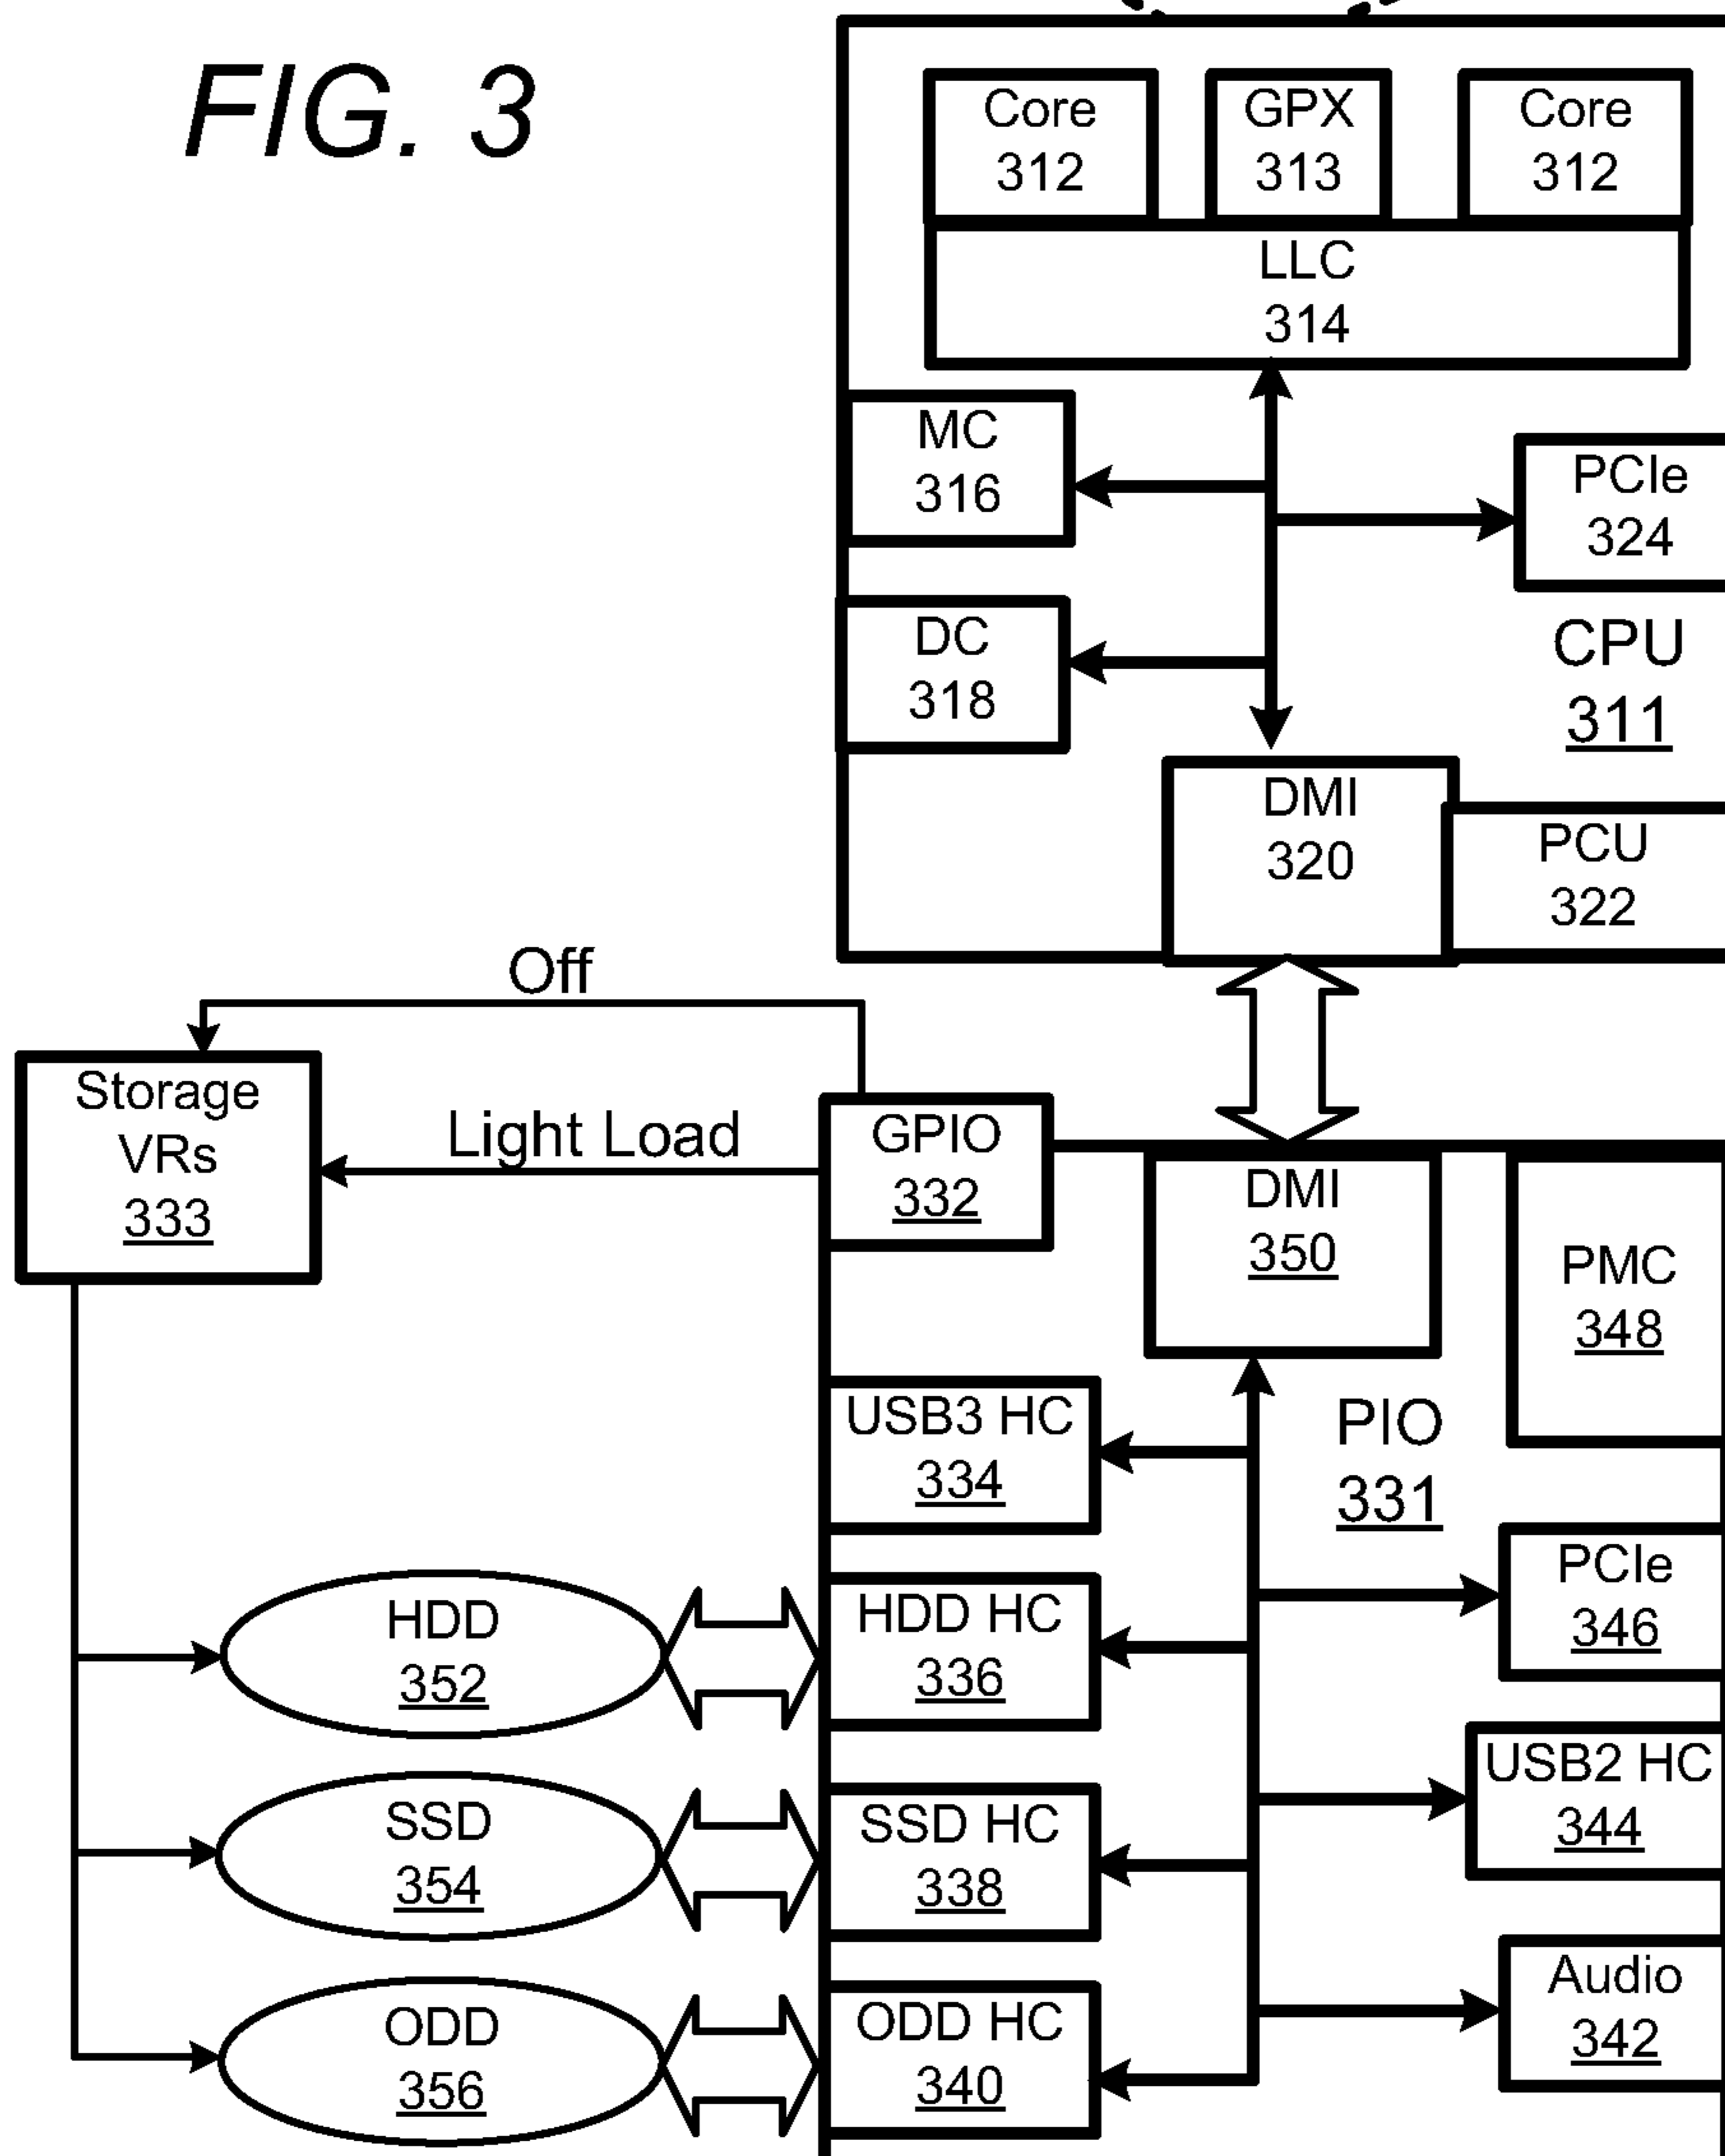 FIG. 3
Core
312
GPX
313
Core
312
LLC
314
MC
316
PCIe
324
DC
318
CPU
311
DMI
320
PCU
322
Off
Storage
VRs
333
Light Load
GPIO
332
DMI
350
PMC
348
USB3 HC
334
PIO
331
HDD
352
HDD HC
336
PCIe
346
SSD
354
SSD HC
338
USB2 HC
344
ODD
356
ODD HC
340
Audio
342